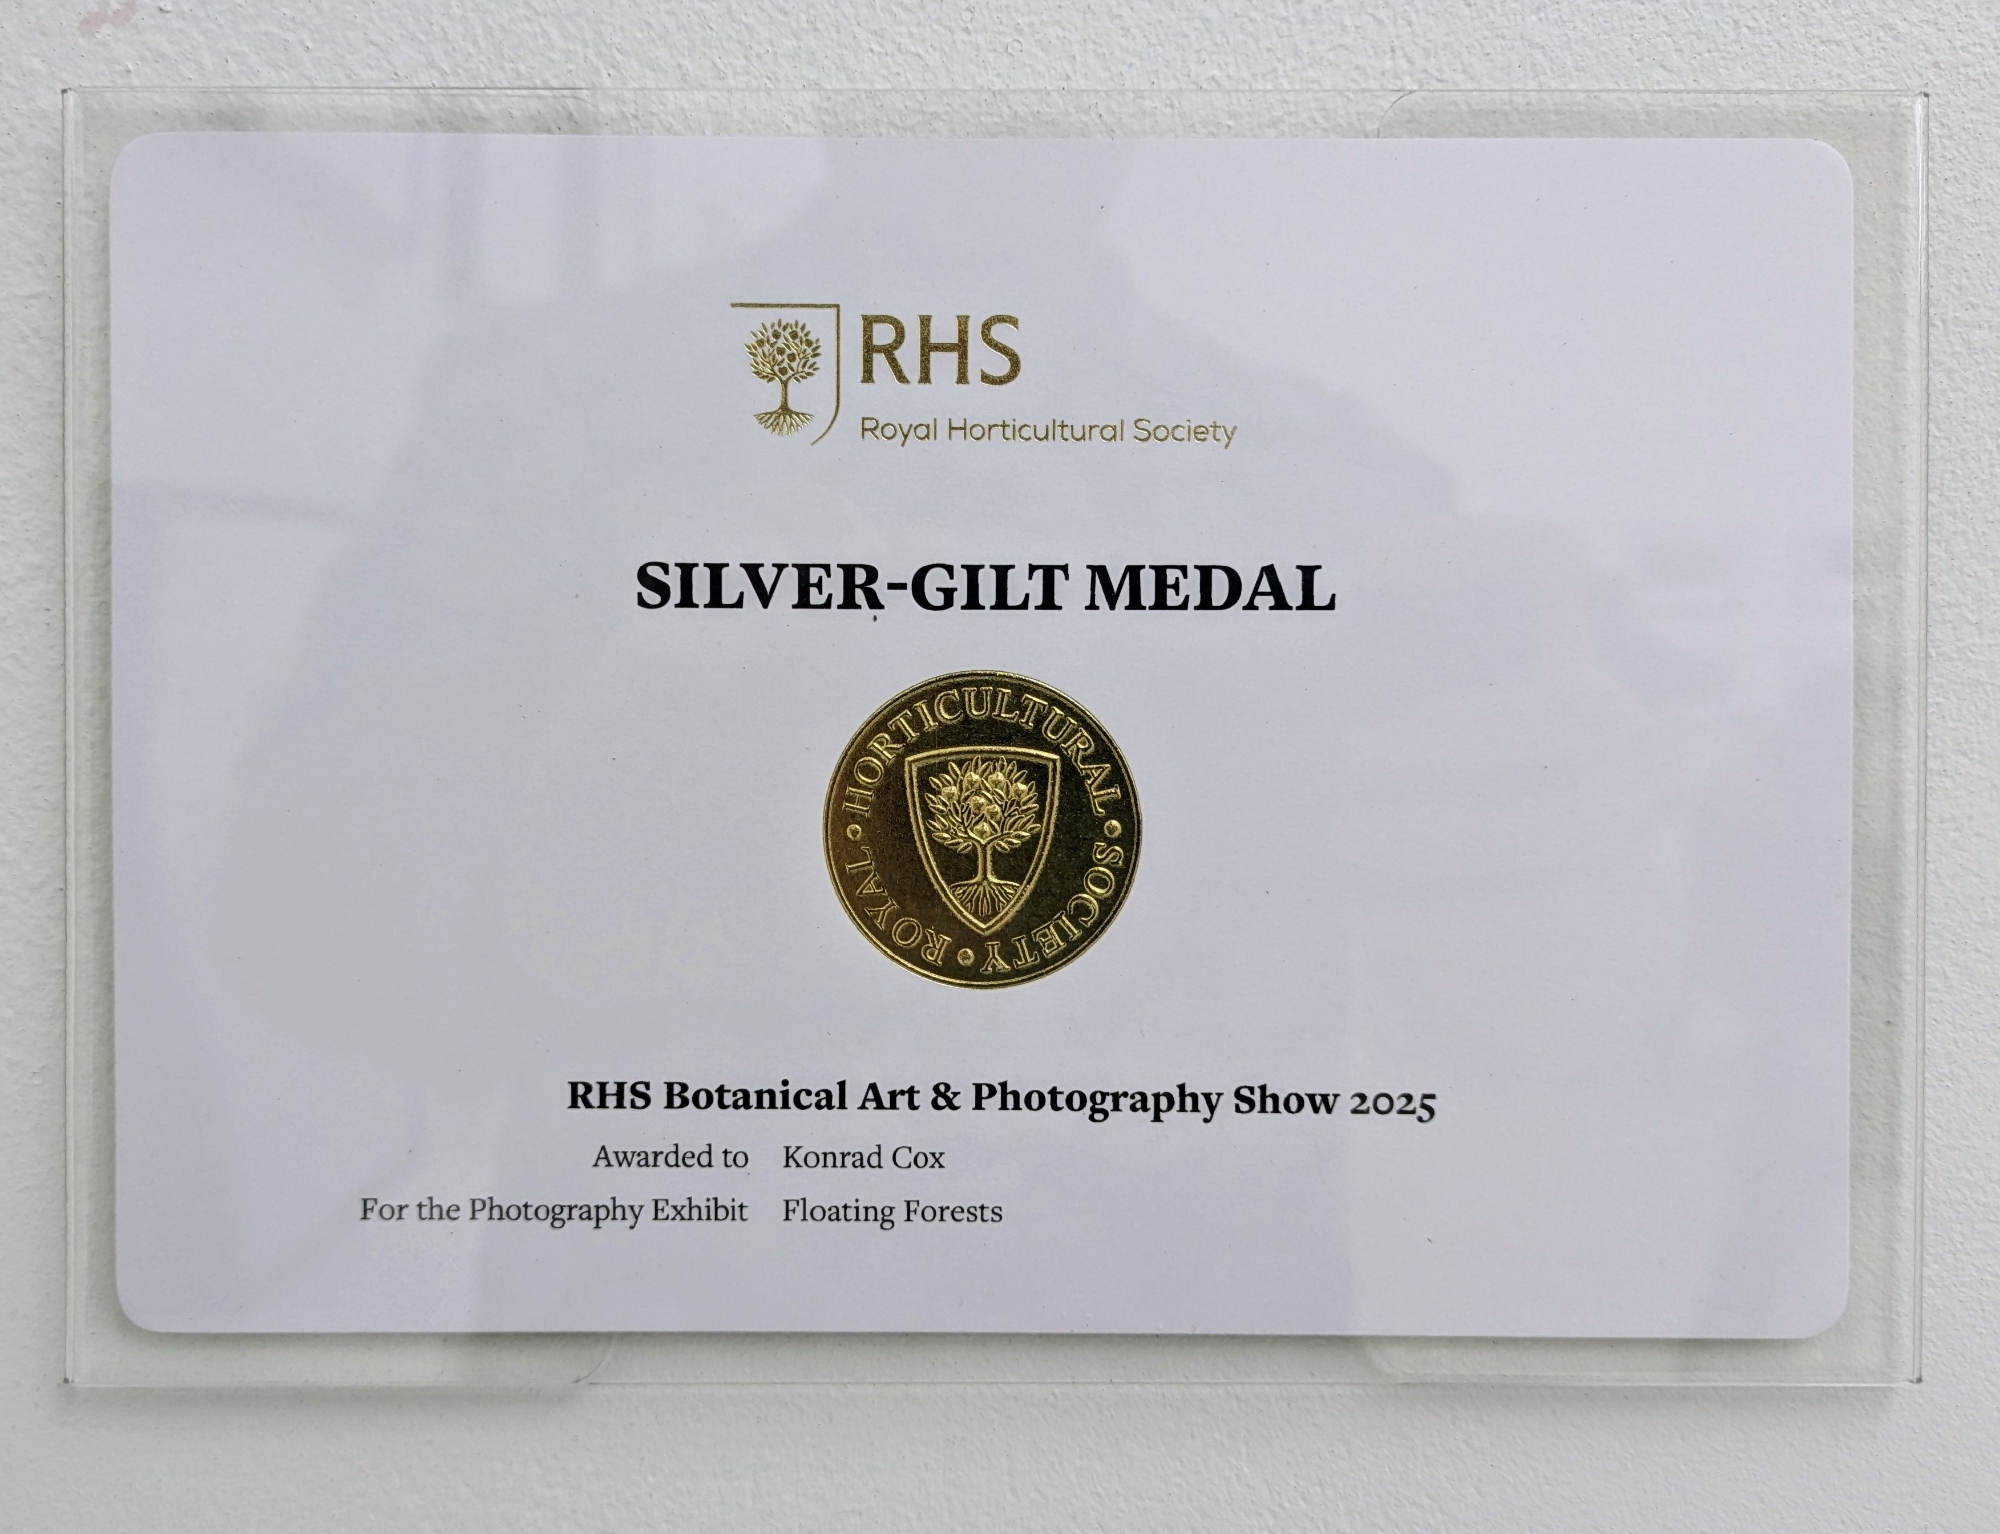 RHS
Royal Horticultural Society
SILVER-GILT MEDAL
ROYAL • HORTICULTURAL • SOCIETY •
RHS Botanical Art & Photography Show 2025
Awarded to Konrad Cox
For the Photography Exhibit Floating Forests